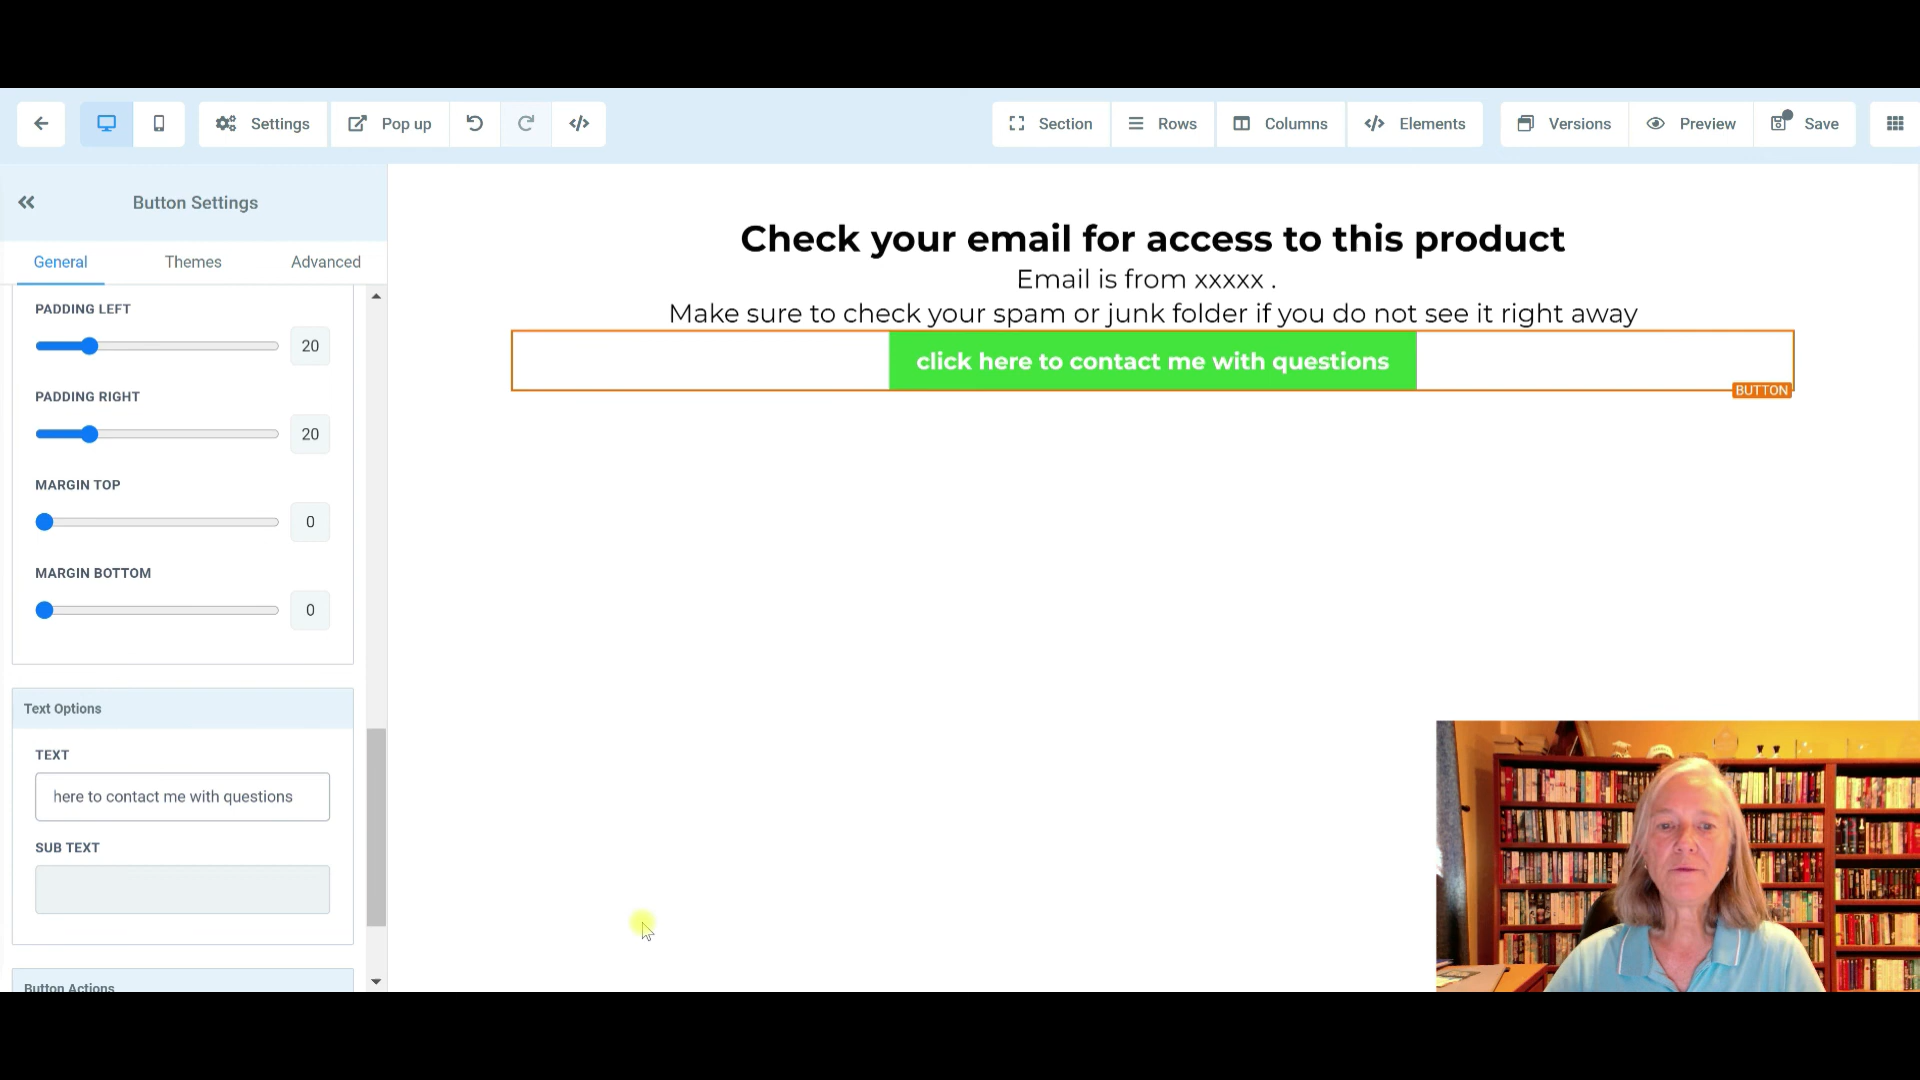 Settings
Pop up
Section
Rows
Columns
Elements
Versions
Preview
Save
Button Settings
General
Themes
Advanced
PADDING LEFT
20
PADDING RIGHT
20
MARGIN TOP
0
MARGIN BOTTOM
0
Text Options
TEXT
here to contact me with questions
SUB TEXT
Button Actions
Check your email for access to this product
Email is from xxxxx .
Make sure to check your spam or junk folder if you do not see it right away
click here to contact me with questions
BUTTON